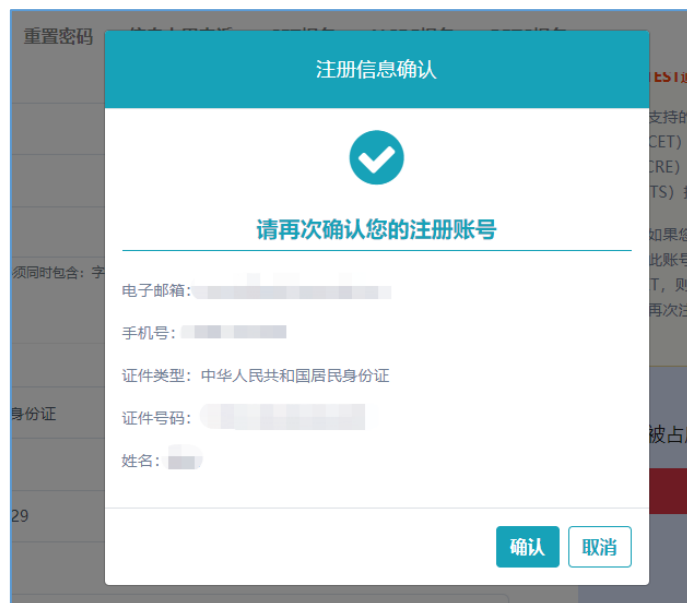 重置密码
注册信息确认
请再次确认您的注册账号
电子邮箱:
手机号:
证件类型: 中华人民共和国居民身份证
证件号码:
姓名:
确认 取消
须同时包含: 字
身份证
29
支持的
CET)
CRE)
TS)
如果您
此账号
T, 则
再次注
被占